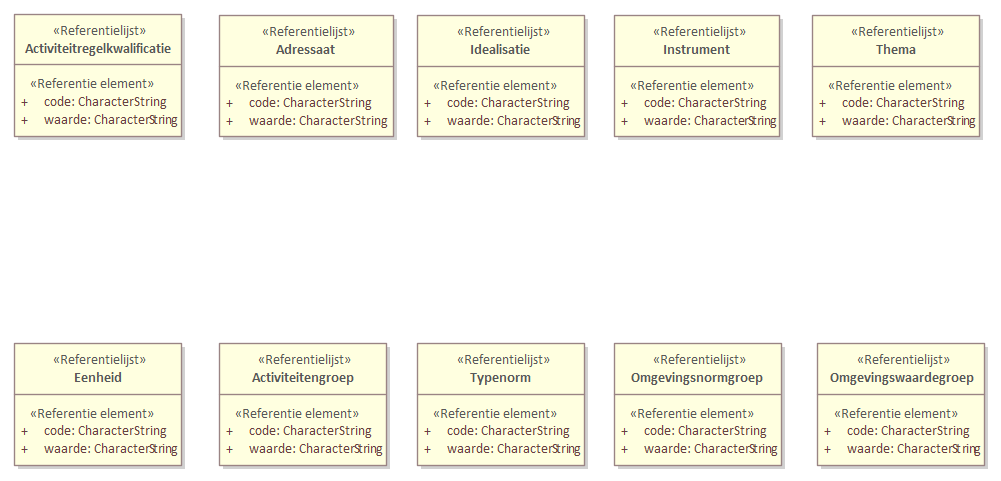 «Referentielijst»
Activiteitregelkwalificatie
«Referentie element»
+ code: CharacterString
+ waarde: CharacterString
«Referentielijst»
Adressaat
«Referentie element»
+ code: CharacterString
+ waarde: CharacterString
«Referentielijst»
Idealisatie
«Referentie element»
+ code: CharacterString
+ waarde: CharacterString
«Referentielijst»
Instrument
«Referentie element»
+ code: CharacterString
+ waarde: CharacterString
«Referentielijst»
Thema
«Referentie element»
+ code: CharacterString
+ waarde: CharacterString
«Referentielijst»
Eenheid
«Referentie element»
+ code: CharacterString
+ waarde: CharacterString
«Referentielijst»
Activiteitengroep
«Referentie element»
+ code: CharacterString
+ waarde: CharacterString
«Referentielijst»
Typenorm
«Referentie element»
+ code: CharacterString
+ waarde: CharacterString
«Referentielijst»
Omgevingsnormgroep
«Referentie element»
+ code: CharacterString
+ waarde: CharacterString
«Referentielijst»
Omgevingswaardegroep
«Referentie element»
+ code: CharacterString
+ waarde: CharacterString